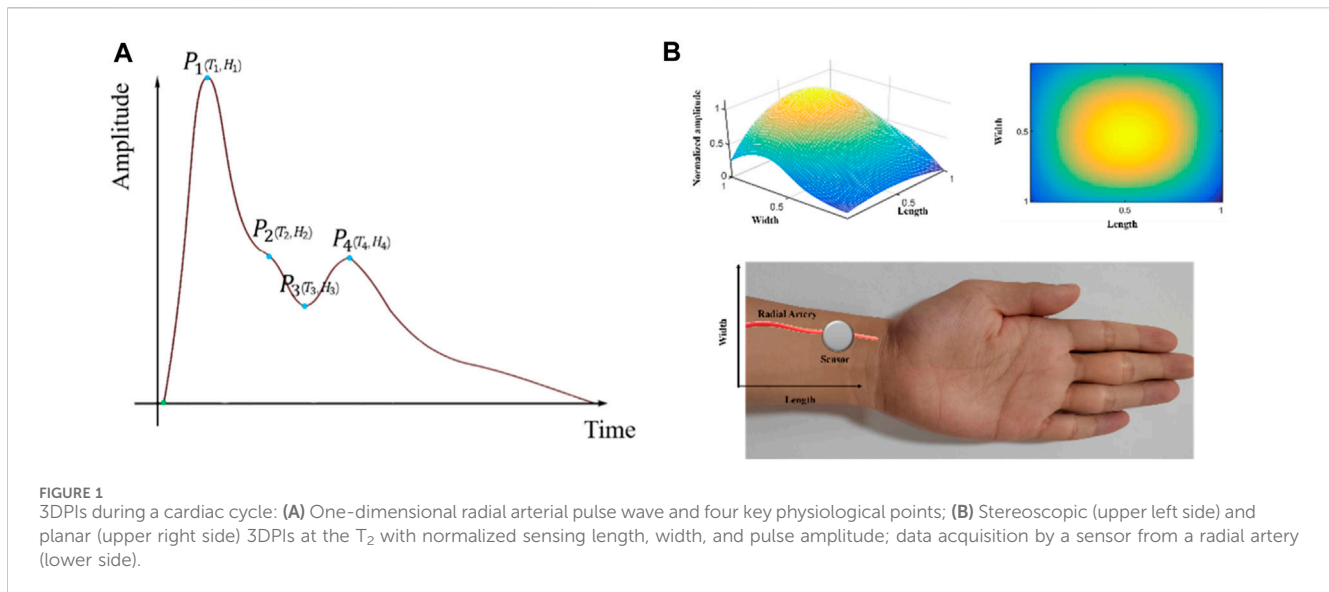 A
P1(T1,H1)
Amplitude
P2(T2,H2)
P4(T4,H4)
P3(T3,H3)
Time
B
Normalized amplitude
1
0.5
0
1
0.5
Width
0.5
1
Length
Width
0.5
1
0.5
1
Length
Width
Radial Artery
Sensor
Length
FIGURE 1
3DPIs during a cardiac cycle: (A) One-dimensional radial arterial pulse wave and four key physiological points; (B) Stereoscopic (upper left side) and
planar (upper right side) 3DPIs at the T2 with normalized sensing length, width, and pulse amplitude; data acquisition by a sensor from a radial artery
(lower side).